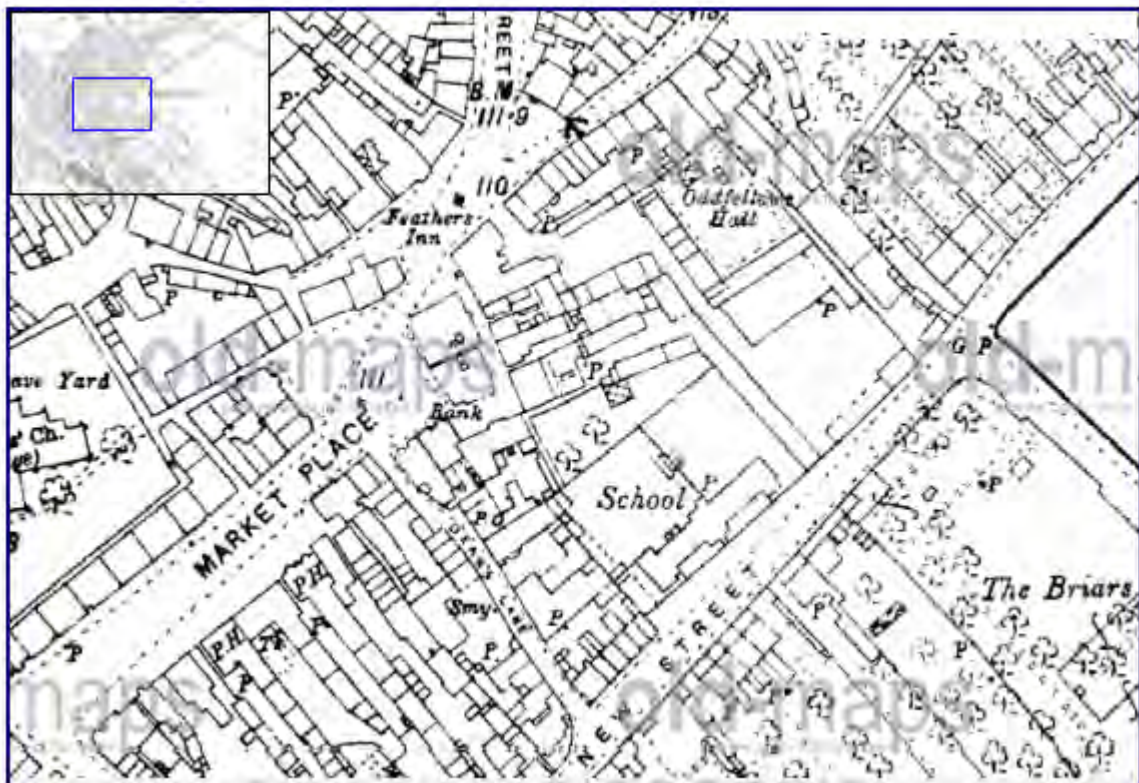 REET
B.M.
111·9
P
110
Feathers
Inn
P
P
Oddfellows
Hall
old-maps
P
P
G P
old-maps
111
old-m
ave Yard
Ch.
Bank
P
MARKET PLACE
School
P
P O
P
The Briars
Smy.
P
P
P
P.H.
P.H.
P
P
NEW STREET
maps
old-maps